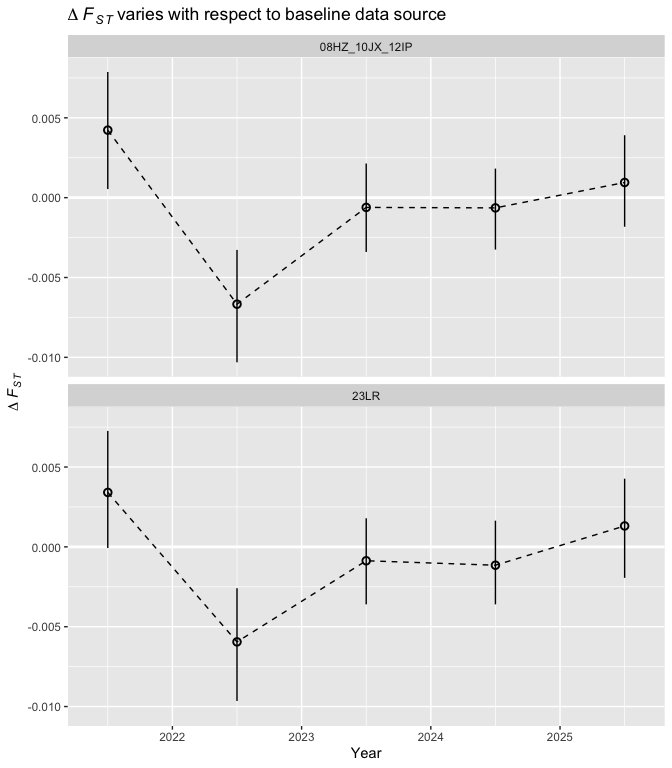 Δ F_ST varies with respect to baseline data source
08HZ_10JX_12IP
0.005
0.000
-0.005
-0.010
Δ F_ST
23LR
0.005
0.000
-0.005
-0.010
2022 2023 2024 2025
Year